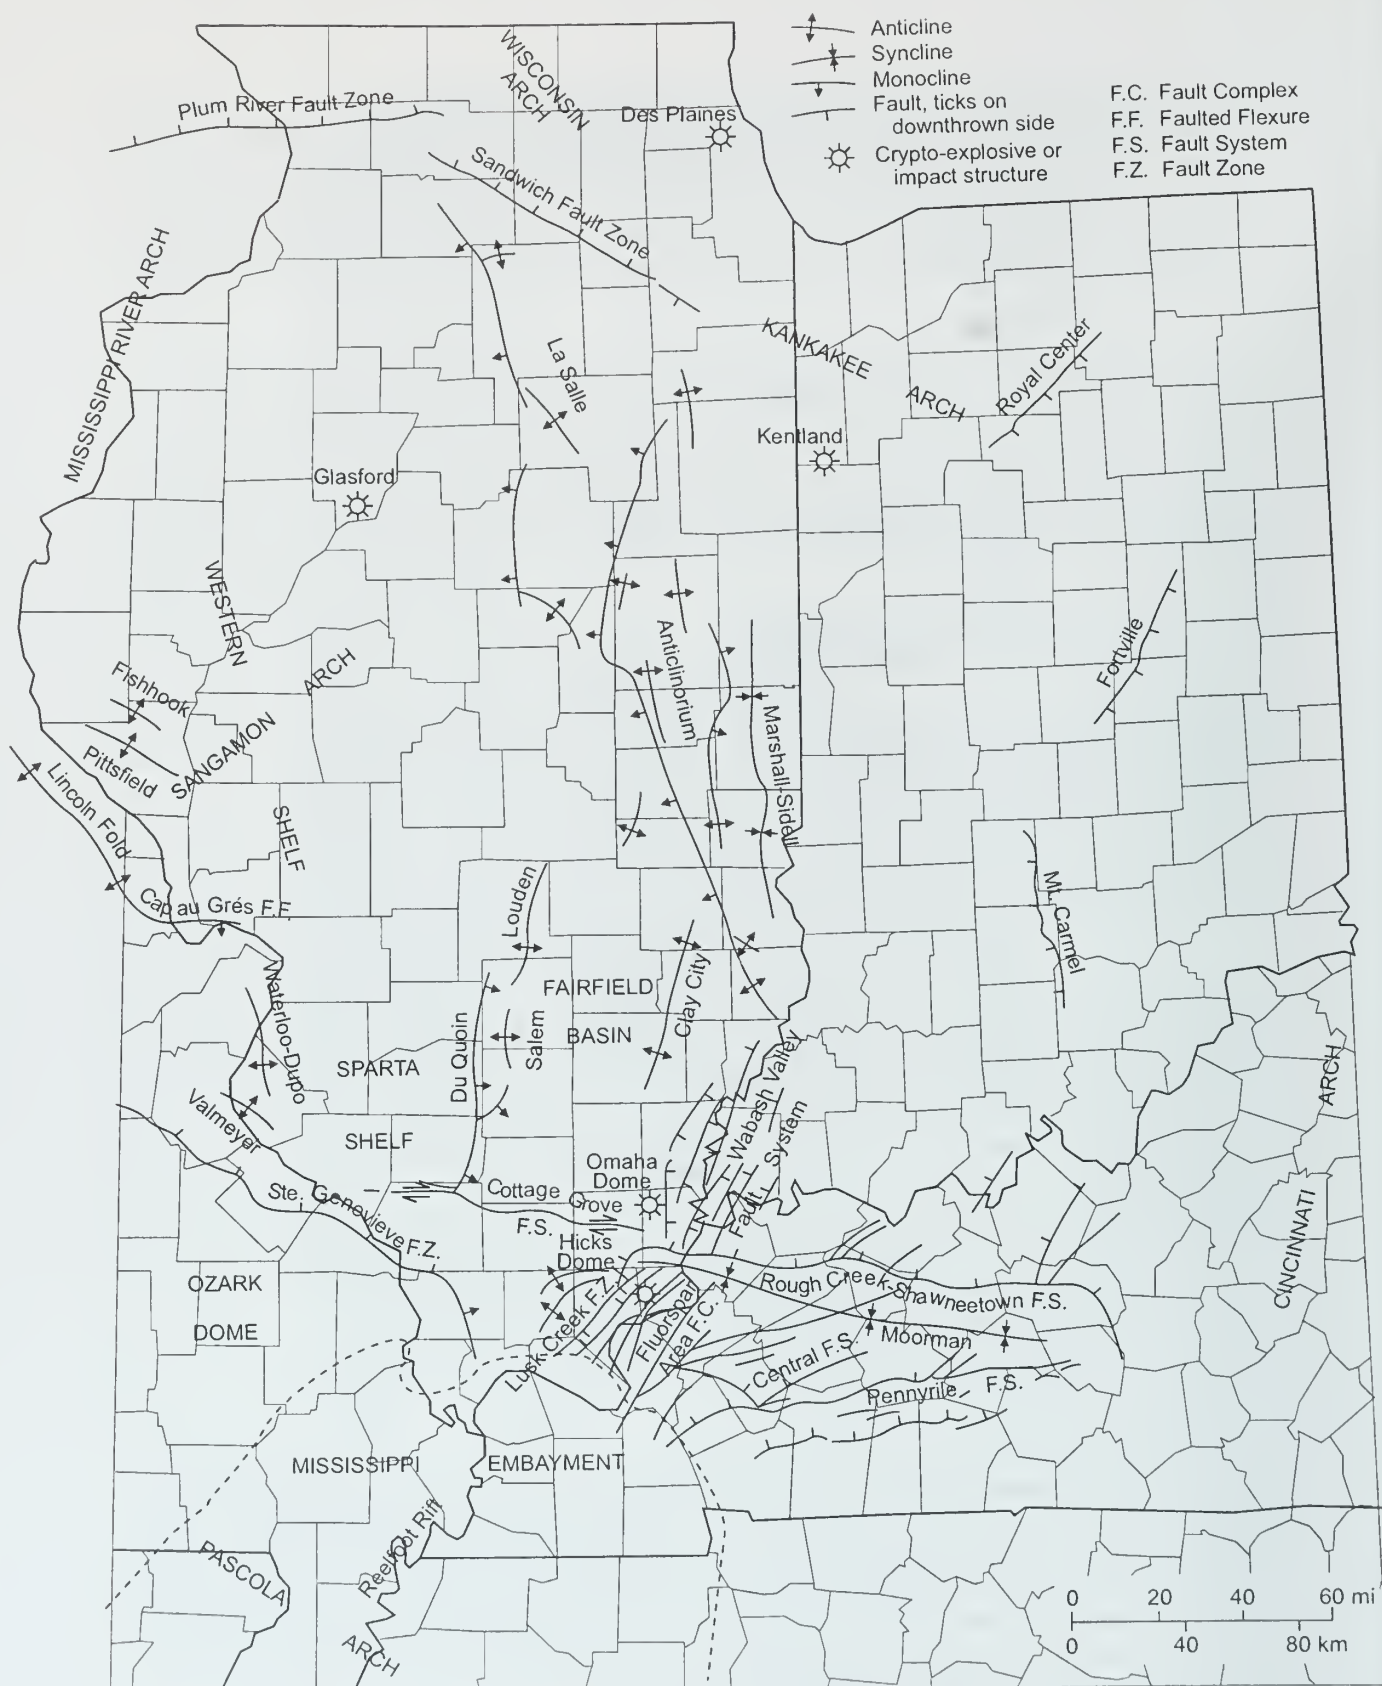 Anticline
Syncline
Monocline
Fault, ticks on
downthrown side
Crypto-explosive or
impact structure
F.C. Fault Complex
F.F. Faulted Flexure
F.S. Fault System
F.Z. Fault Zone
WISCONSIN
ARCH
Plum River Fault Zone
Des Plaines
Sandwich Fault Zone
MISSISSIPPI RIVER ARCH
KANKAKEE
ARCH
Royal Center
La Salle
Kentland
Glasford
WESTERN
Anticlinorium
Fortville
Fishhook
ARCH
SANGAMON
Pittsfield
Marshall-Sidell
Lincoln Fold
SHELF
Louden
Mt. Carmel
Cap au Grés F.F.
Waterloo-Dupo
FAIRFIELD
BASIN
Clay City
Du Quoin
Salem
SPARTA
SHELF
Valmeyer
Wabash Valley
Fault
System
ARCH
CINCINNATI
Omaha
Dome
Cottage
Grove
F.S.
Ste. Genevieve F.Z.
Hicks
Dome
OZARK
DOME
Rough Creek-Shawneetown F.S.
Lusk Creek F.Z.
Fluorspar
Area F.C.
Moorman
Central F.S.
Pennyrile F.S.
MISSISSIPPI EMBAYMENT
Reelfoot Rift
PASCOLA
ARCH
0 20 40 60 mi
0 40 80 km